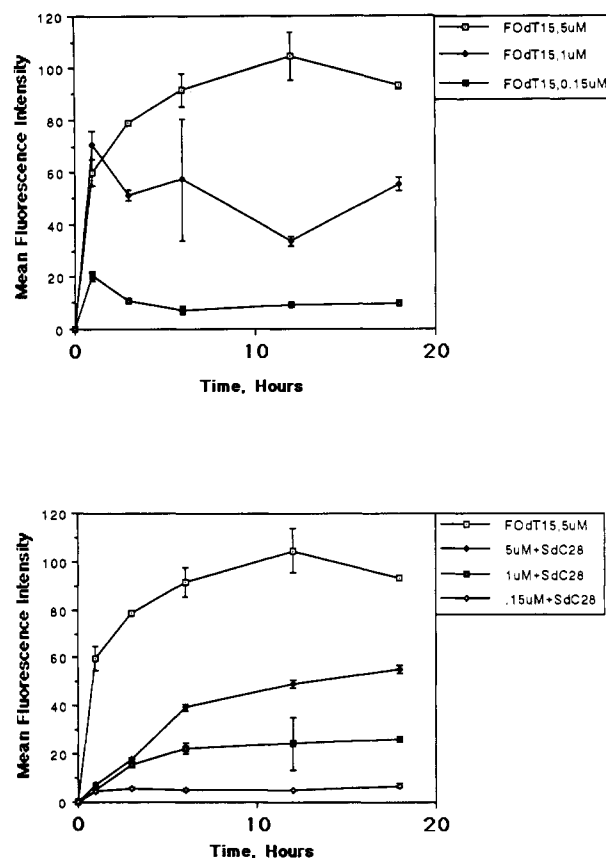 Mean Fluorescence Intensity
120
100
80
60
40
20
0
0
10
20
Time, Hours
FOdT15,5uM
FOdT15,1uM
FOdT15,0.15uM
Mean Fluorescence Intensity
120
100
80
60
40
20
0
0
10
20
Time, Hours
FOdT15,5uM
5uM+SdC28
1uM+SdC28
.15uM+SdC28